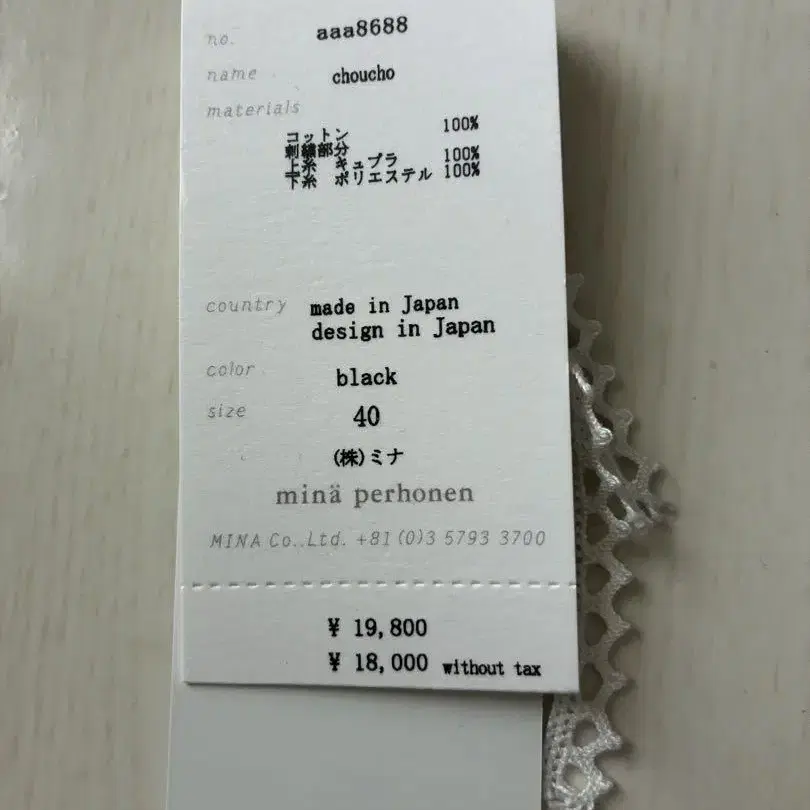 no. aaa8688
name choucho
materials
コットン 100%
刺繍部分
上糸 キュプラ 100%
下糸 ポリエステル 100%
country made in Japan
design in Japan
color black
size 40
(株)ミナ
minä perhonen
MINA Co.,Ltd. +81(0)3 5793 3700
¥ 19,800
¥ 18,000 without tax